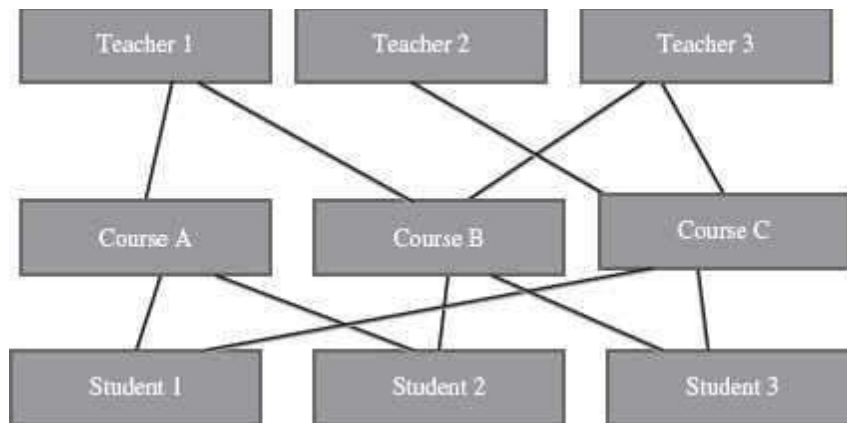 Teacher 1
Teacher 2
Teacher 3
Course A
Course B
Course C
Student 1
Student 2
Student 3